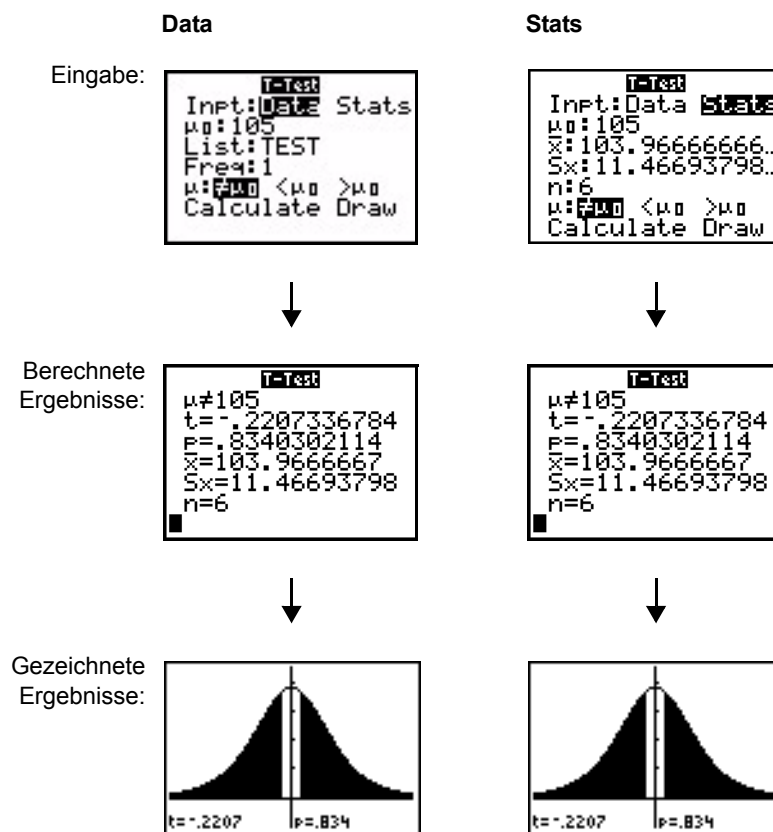 Data
Stats
Eingabe:
T-Test
Inpt:Data Stats
μ0:105
List:TEST
Freq:1
μ:≠μ0 <μ0 >μ0
Calculate Draw
T-Test
Inpt:Data Stats
μ0:105
x̄:103.96666666…
Sx:11.46693798…
n:6
μ:≠μ0 <μ0 >μ0
Calculate Draw
Berechnete
Ergebnisse:
T-Test
μ≠105
t=-.2207336784
p=.8340302114
x̄=103.9666667
Sx=11.46693798
n=6
T-Test
μ≠105
t=-.2207336784
p=.8340302114
x̄=103.9666667
Sx=11.46693798
n=6
Gezeichnete
Ergebnisse:
t=-.2207 p=.834
t=-.2207 p=.834